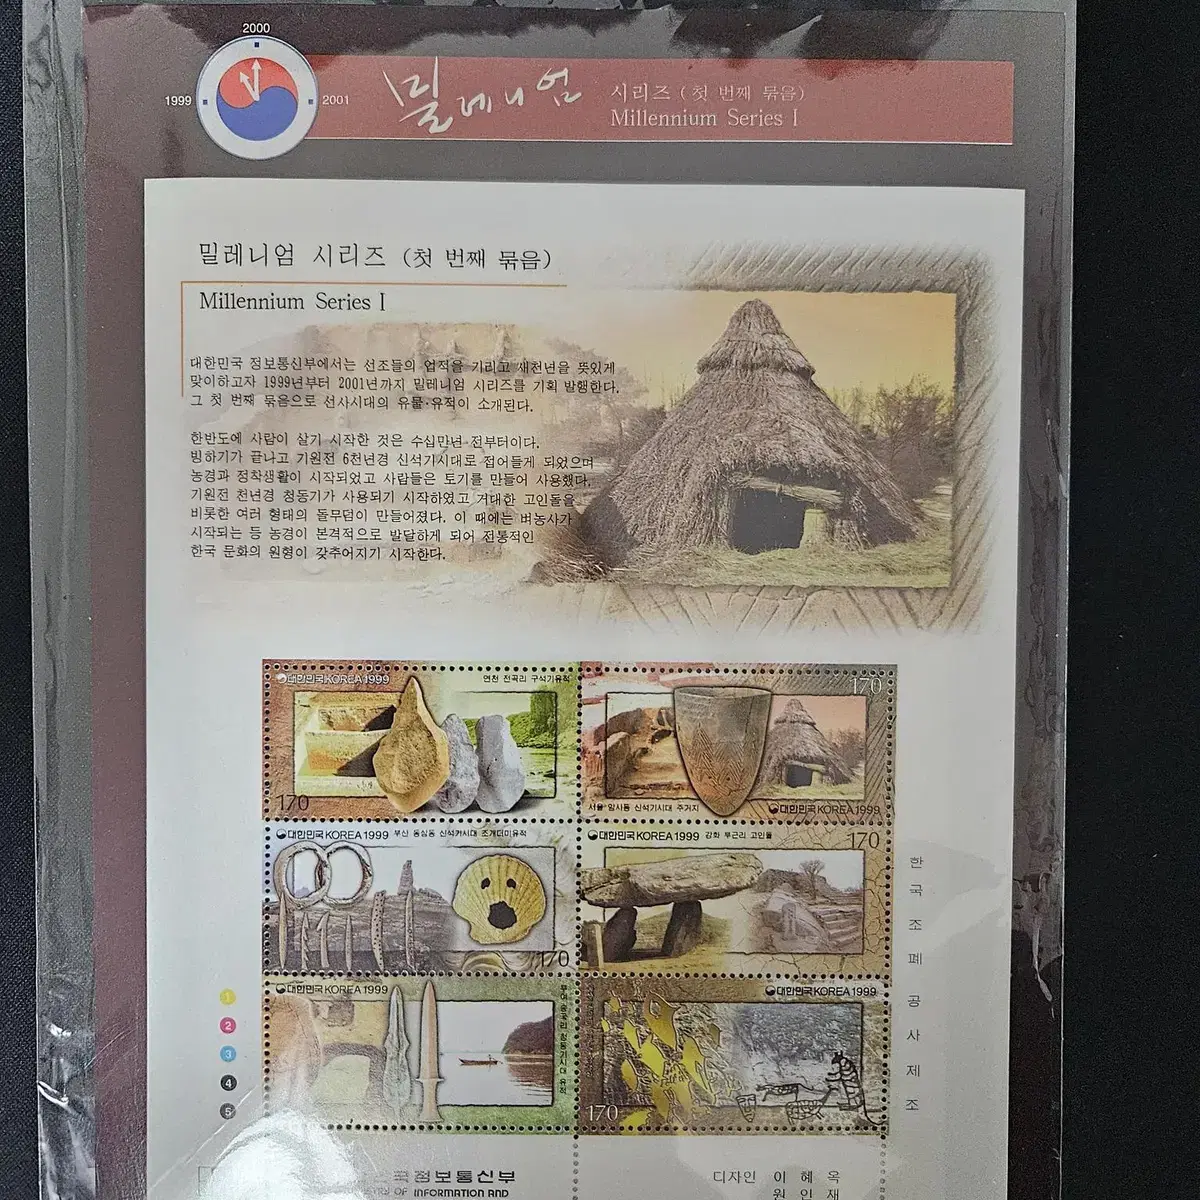 2000
1999
2001
밀레니엄 시리즈 (첫 번째 묶음)
Millennium Series I
밀레니엄 시리즈 (첫 번째 묶음)
Millennium Series I
대한민국 정보통신부에서는 선조들의 업적을 기리고 새천년을 뜻있게
맞이하고자 1999년부터 2001년까지 밀레니엄 시리즈를 기획 발행한다.
그 첫 번째 묶음으로 선사시대의 유물·유적이 소개된다.
한반도에 사람이 살기 시작한 것은 수십만년 전부터이다.
빙하기가 끝나고 기원전 6천년경 신석기시대로 접어들게 되었으며
농경과 정착생활이 시작되었고 사람들은 토기를 만들어 사용했다.
기원전 천년경 청동기가 사용되기 시작하였고 거대한 고인돌을
비롯한 여러 형태의 돌무덤이 만들어졌다. 이 때에는 벼농사가
시작되는 등 농경이 본격적으로 발달하게 되어 전통적인
한국 문화의 원형이 갖추어지기 시작한다.
대한민국 KOREA 1999
연천 전곡리 구석기유적
170
170
서울 암사동 신석기시대 주거지
대한민국 KOREA 1999
대한민국 KOREA 1999 부산 동삼동 신석기시대 조개더미유적
170
대한민국 KOREA 1999 강화 부근리 고인돌
170
대한민국 KOREA 1999
부여 송국리 청동기시대 유적
대한민국 KOREA 1999
170
한국조폐공사제조
1
2
3
4
5
정보통신부
OF INFORMATION AND
디자인 이혜옥
원인재